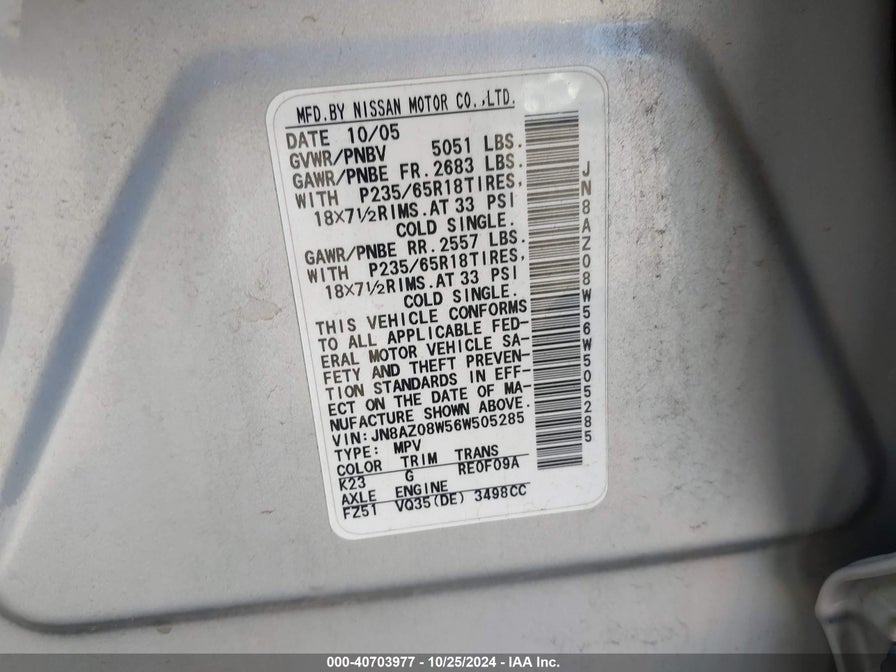 MFD.BY NISSAN MOTOR CO.,LTD.
DATE 10/05
GVWR/PNBV 5051 LBS.
GAWR/PNBE FR. 2683 LBS.
WITH P235/65R18TIRES,
18X7½RIMS.AT 33 PSI
COLD SINGLE.
GAWR/PNBE RR. 2557 LBS.
WITH P235/65R18TIRES,
18X7½RIMS.AT 33 PSI
COLD SINGLE.
THIS VEHICLE CONFORMS
TO ALL APPLICABLE FED-
ERAL MOTOR VEHICLE SA-
FETY AND THEFT PREVEN-
TION STANDARDS IN EFF-
ECT ON THE DATE OF MA-
NUFACTURE SHOWN ABOVE.
VIN:JN8AZ08W56W505285
TYPE: MPV
COLOR TRIM TRANS
K23 G RE0F09A
AXLE ENGINE
FZ51 VQ35(DE) 3498CC
JN8AZ08W56W505285
000-40703977 - 10/25/2024 - IAA Inc.